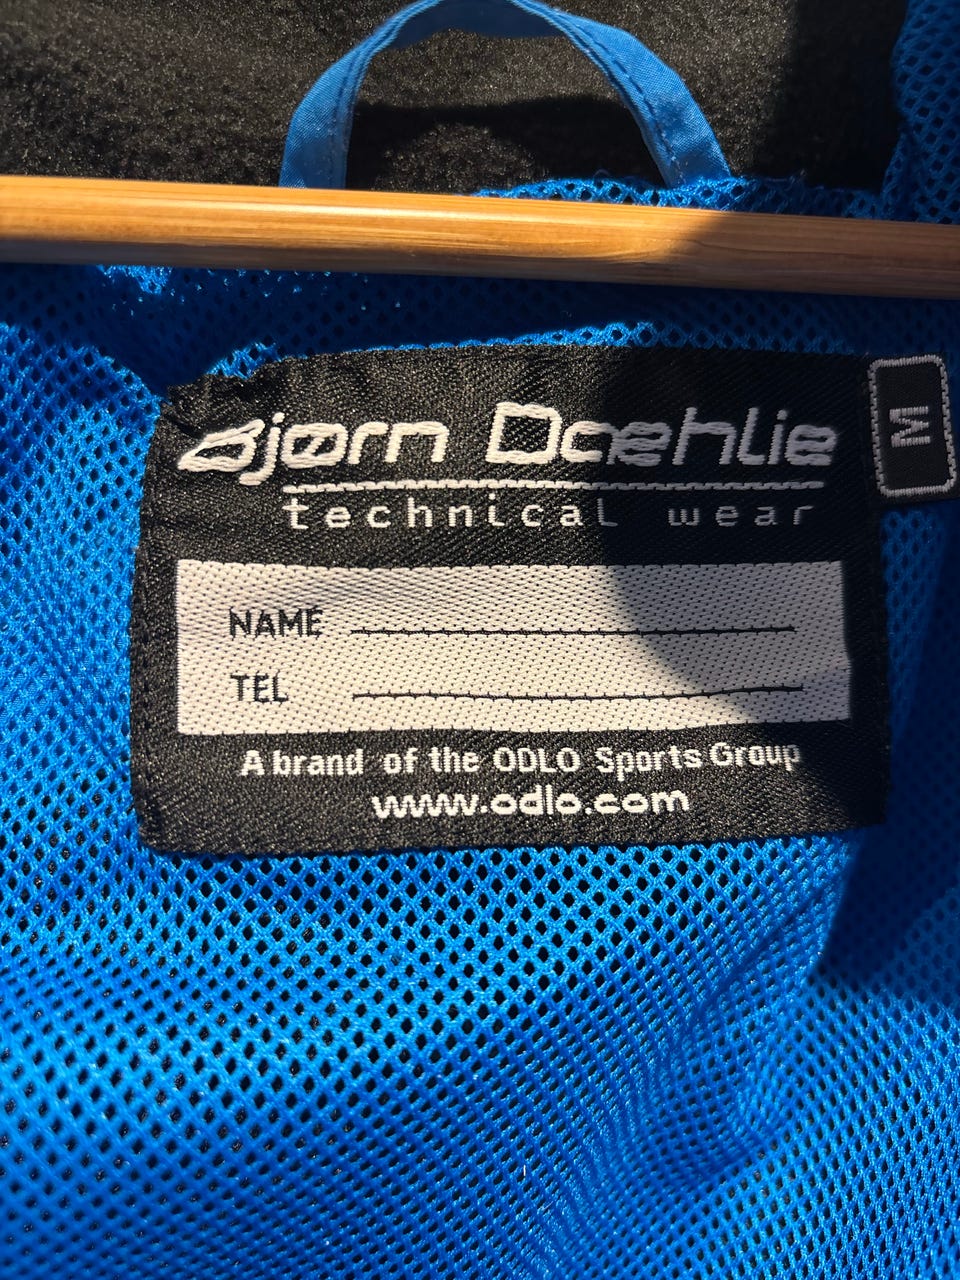 Bjørn Dæhlie
technical wear
M
NAME
TEL
A brand of the ODLO Sports Group
www.odlo.com